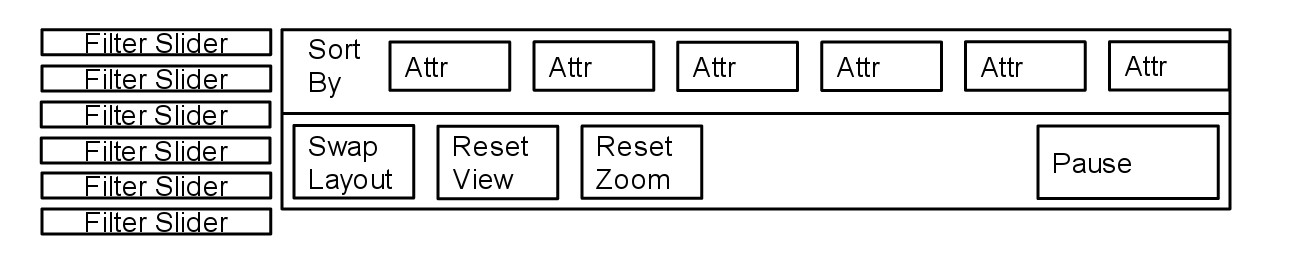 Filter Slider
Filter Slider
Filter Slider
Filter Slider
Filter Slider
Filter Slider
Sort
By
Attr Attr Attr Attr Attr Attr
Swap
Layout
Reset
View
Reset
Zoom
Pause